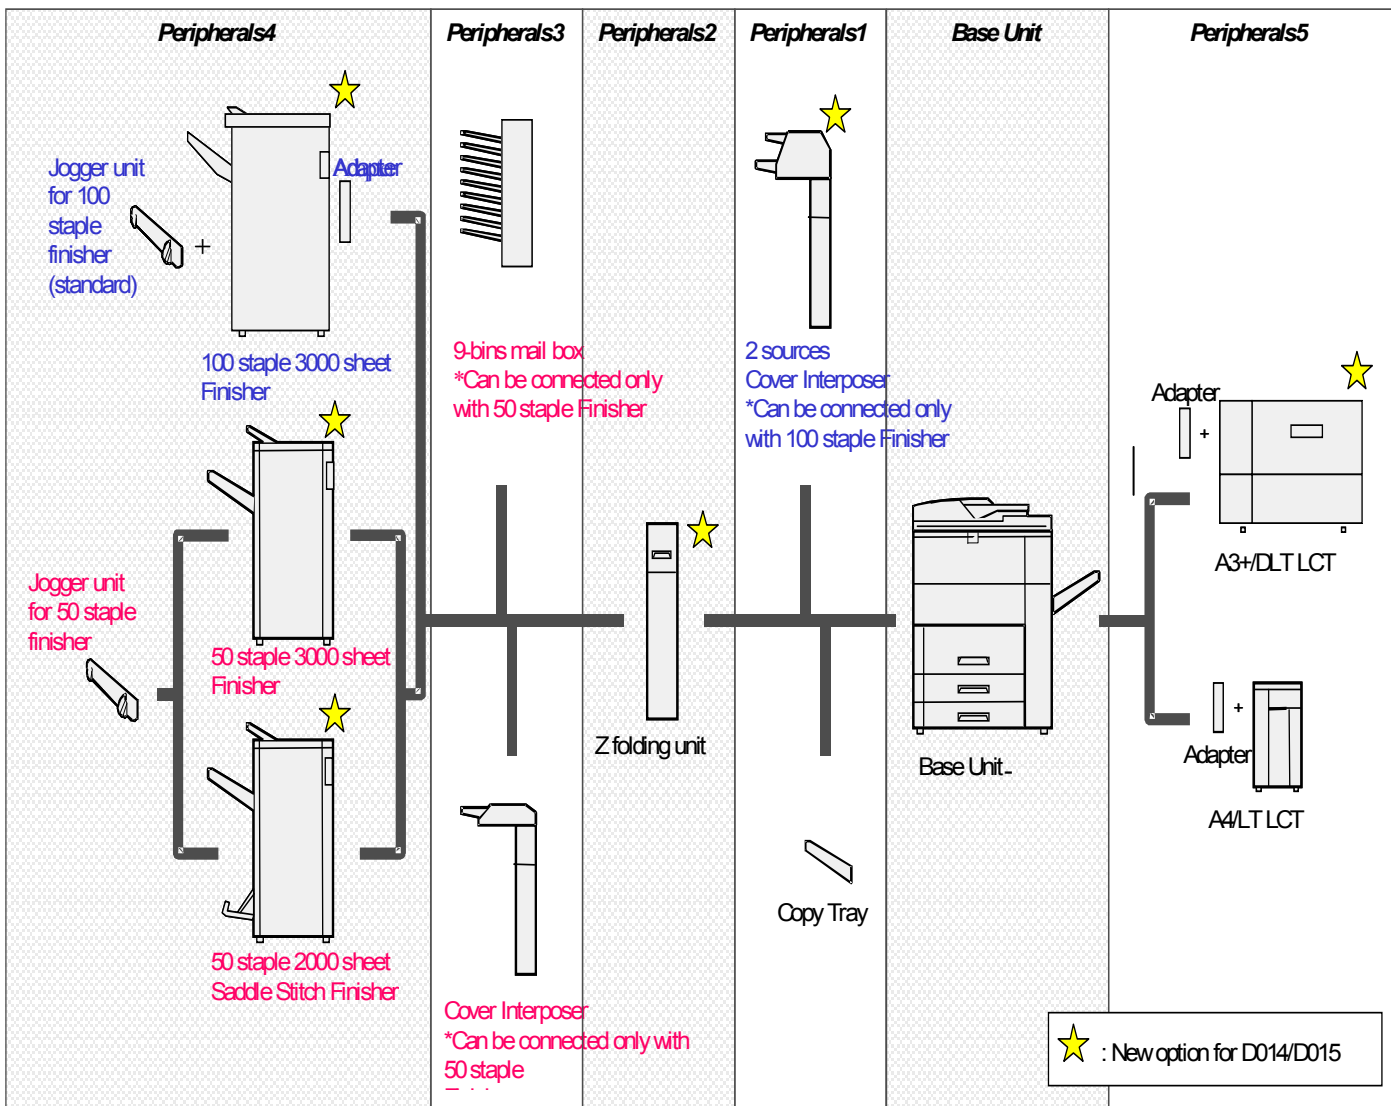 Peripherals4
Peripherals3
Peripherals2
Peripherals1
Base Unit
Peripherals5
Jogger unit
for 100
staple
finisher
(standard)
+
Adapter
100 staple 3000 sheet
Finisher
Jogger unit
for 50 staple
finisher
50 staple 3000 sheet
Finisher
50 staple 2000 sheet
Saddle Stitch Finisher
9-bins mail box
*Can be connected only
with 50 staple Finisher
Cover Interposer
*Can be connected only with
50 staple
Z folding unit
2 sources
Cover Interposer
*Can be connected only
with 100 staple Finisher
Copy Tray
Base Unit
Adapter
+
A3+/DLT LCT
+
Adapter
A4/LT LCT
: New option for D014/D015